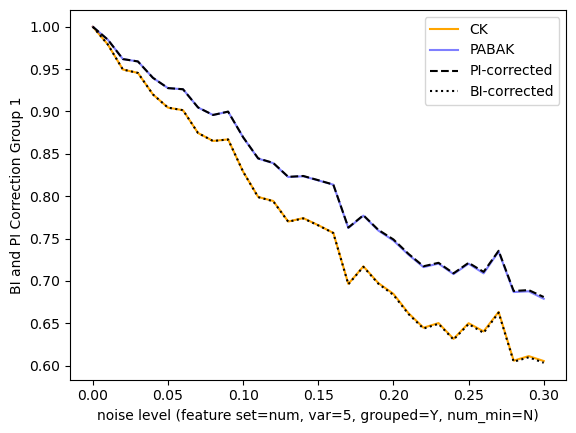 BI and PI Correction Group 1
1.00
0.95
0.90
0.85
0.80
0.75
0.70
0.65
0.60
CK
PABAK
PI-corrected
BI-corrected
0.00 0.05 0.10 0.15 0.20 0.25 0.30
noise level (feature set=num, var=5, grouped=Y, num_min=N)